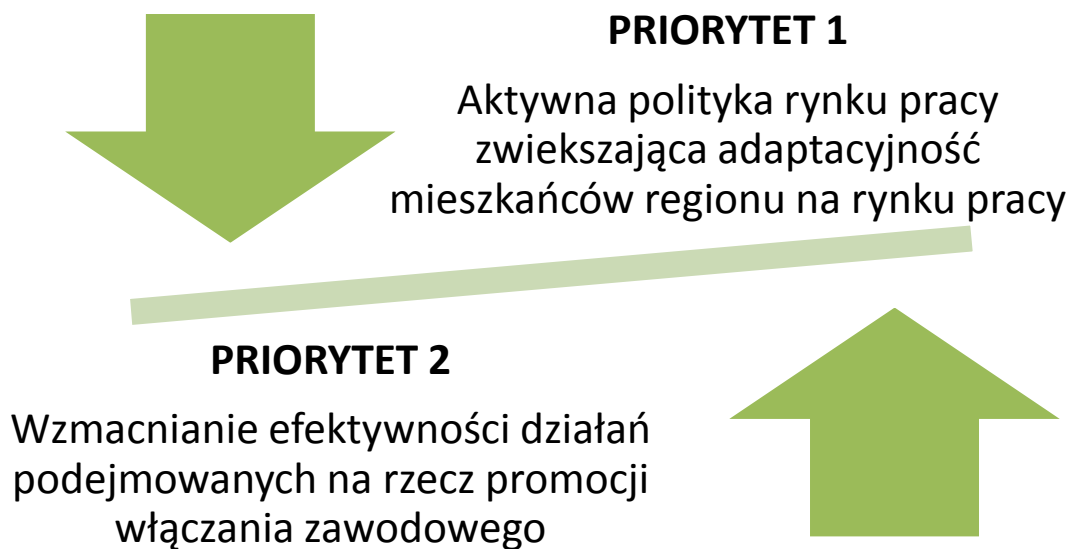 PRIORYTET 1
Aktywna polityka rynku pracy
zwiekszająca adaptacyjność
mieszkańców regionu na rynku pracy
PRIORYTET 2
Wzmacnianie efektywności działań
podejmowanych na rzecz promocji
włączania zawodowego